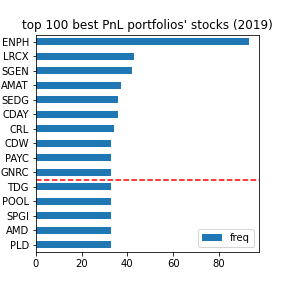 top 100 best PnL portfolios' stocks (2019)
ENPH
LRCX
SGEN
AMAT
SEDG
CDAY
CRL
CDW
PAYC
GNRC
TDG
POOL
SPGI
AMD
PLD
freq
0 20 40 60 80